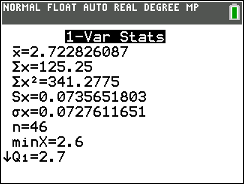 NORMAL FLOAT AUTO REAL DEGREE MP
1-Var Stats
x̄=2.722826087
Σx=125.25
Σx²=341.2775
Sx=0.0735651803
σx=0.0727611651
n=46
minX=2.6
↓Q₁=2.7